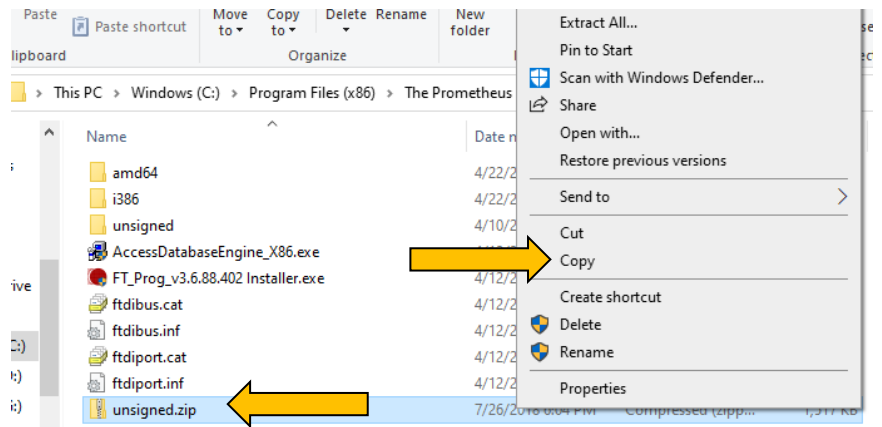 Paste
Paste shortcut
Move to
Copy to
Delete
Rename
New folder
lipboard
Organize
This PC > Windows (C:) > Program Files (x86) > The Prometheus
Name
Date
amd64
4/22/2
i386
4/22/2
unsigned
4/10/2
AccessDatabaseEngine_X86.exe
FT_Prog_v3.6.88.402 Installer.exe
4/12/2
ftdibus.cat
4/12/2
ftdibus.inf
4/12/2
ftdiport.cat
4/12/2
ftdiport.inf
4/12/2
unsigned.zip
7/26/2018 6:04 PM
Compressed (zipp...
1,517 KB
rive
C:)
Extract All...
Pin to Start
Scan with Windows Defender...
Share
Open with...
Restore previous versions
Send to
Cut
Copy
Create shortcut
Delete
Rename
Properties